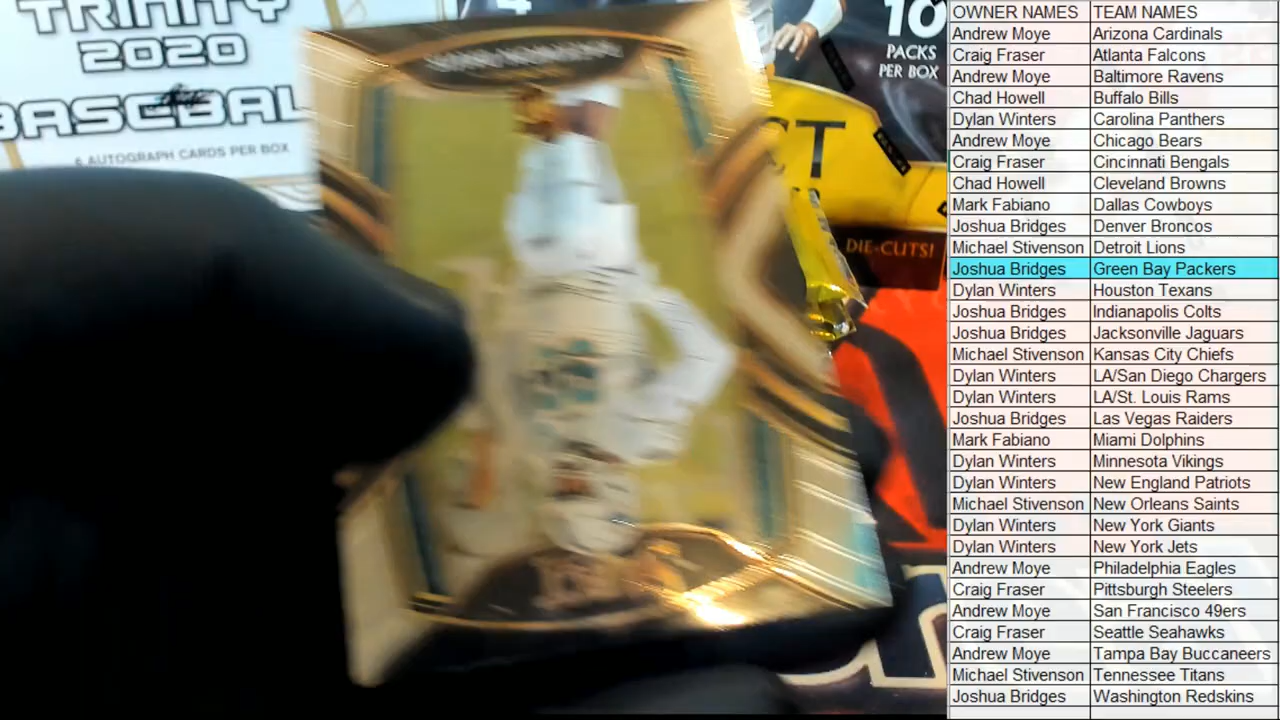 TRINITY
2020
BASEBAL
6 AUTOGRAPH CARDS PER BOX
10
PACKS
PER BOX
ST
DIE-CUTS!
OWNER NAMES TEAM NAMES
Andrew Moye Arizona Cardinals
Craig Fraser Atlanta Falcons
Andrew Moye Baltimore Ravens
Chad Howell Buffalo Bills
Dylan Winters Carolina Panthers
Andrew Moye Chicago Bears
Craig Fraser Cincinnati Bengals
Chad Howell Cleveland Browns
Mark Fabiano Dallas Cowboys
Joshua Bridges Denver Broncos
Michael Stivenson Detroit Lions
Joshua Bridges Green Bay Packers
Dylan Winters Houston Texans
Joshua Bridges Indianapolis Colts
Joshua Bridges Jacksonville Jaguars
Michael Stivenson Kansas City Chiefs
Dylan Winters LA/San Diego Chargers
Dylan Winters LA/St. Louis Rams
Joshua Bridges Las Vegas Raiders
Mark Fabiano Miami Dolphins
Dylan Winters Minnesota Vikings
Dylan Winters New England Patriots
Michael Stivenson New Orleans Saints
Dylan Winters New York Giants
Dylan Winters New York Jets
Andrew Moye Philadelphia Eagles
Craig Fraser Pittsburgh Steelers
Andrew Moye San Francisco 49ers
Craig Fraser Seattle Seahawks
Andrew Moye Tampa Bay Buccaneers
Michael Stivenson Tennessee Titans
Joshua Bridges Washington Redskins